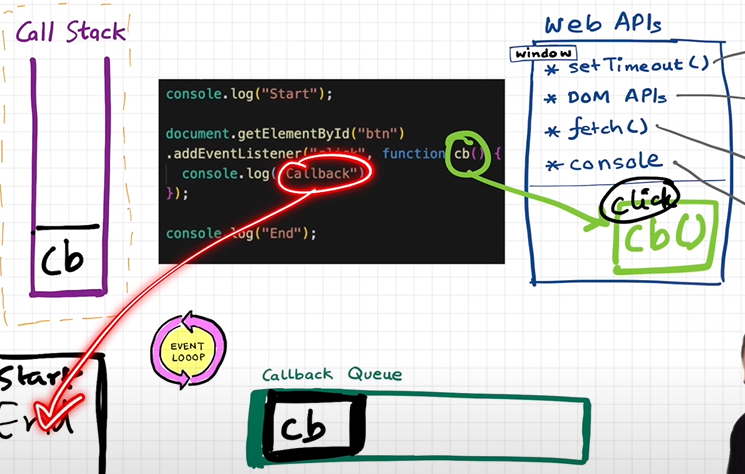 Call Stack
cb
console.log("Start");
document.getElementById("btn")
.addEventListener("click", function cb() {
console.log("Callback")
});
console.log("End");
Web APIs
window
* setTimeout()
* DOM APIs
* fetch()
* console
click
cb()
Start
End
EVENT
LOOOP
Callback Queue
cb